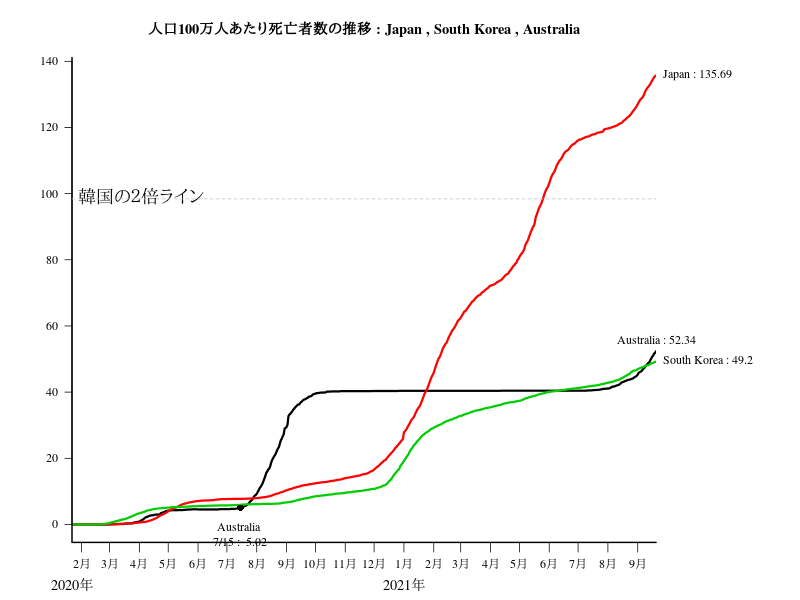 人口100万人あたり死亡者数の推移 : Japan , South Korea , Australia
140
120
100
80
60
40
20
0
韓国の2倍ライン
Japan : 135.69
Australia : 52.34
South Korea : 49.2
Australia
7/15 : 5.02
2月 3月 4月 5月 6月 7月 8月 9月 10月 11月 12月 1月 2月 3月 4月 5月 6月 7月 8月 9月
2020年 2021年